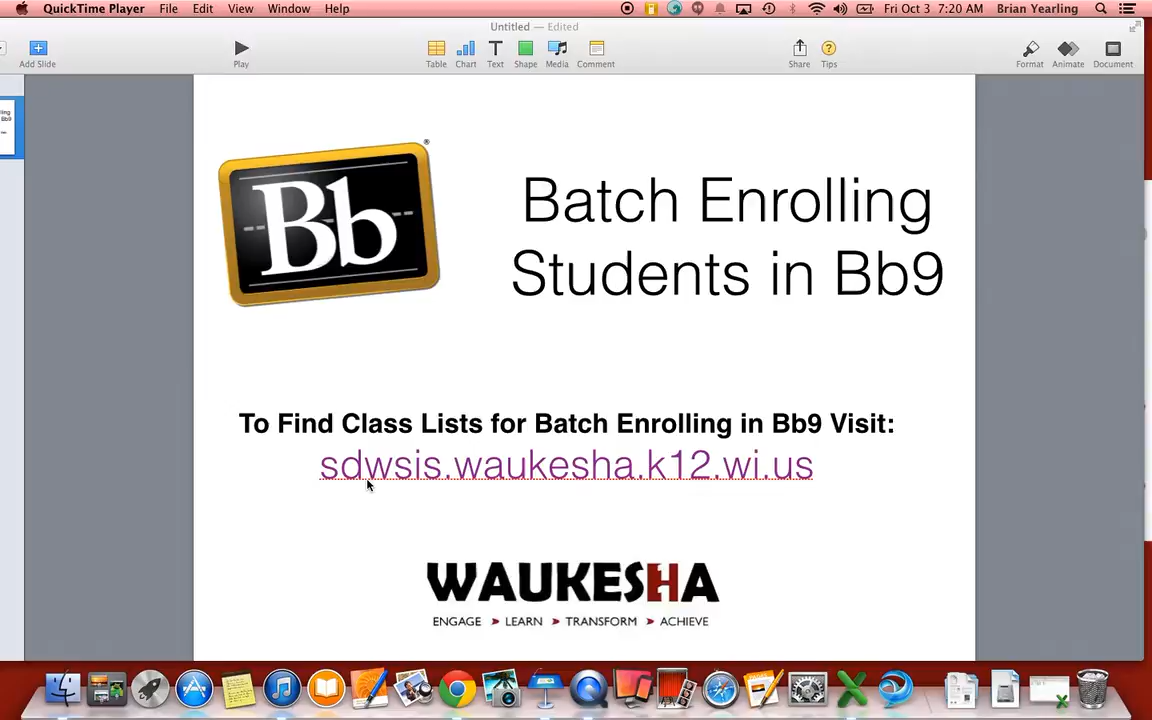 QuickTime Player File Edit View Window Help Fri Oct 3 7:20 AM Brian Yearling
Untitled — Edited
Add Slide Play Table Chart Text Shape Media Comment Share Tips Format Animate Document
Bb
®
Batch Enrolling
Students in Bb9
To Find Class Lists for Batch Enrolling in Bb9 Visit:
sdwsis.waukesha.k12.wi.us
WAUKESHA
ENGAGE LEARN TRANSFORM ACHIEVE